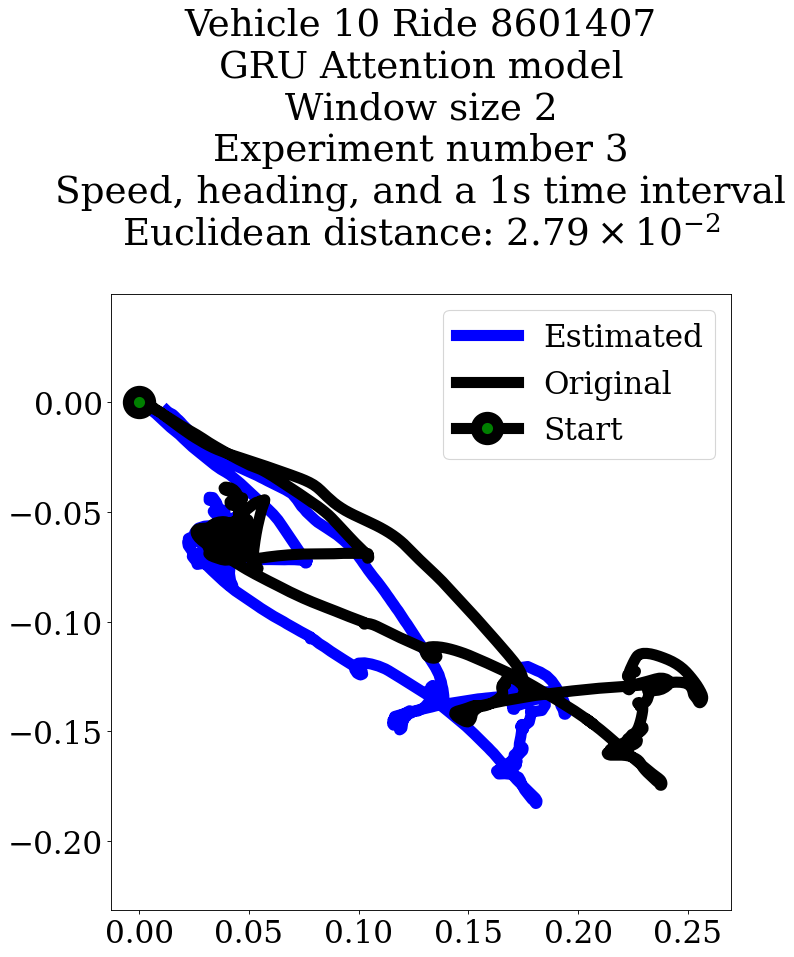 Vehicle 10 Ride 8601407
GRU Attention model
Window size 2
Experiment number 3
Speed, heading, and a 1s time interval
Euclidean distance: 2.79 × 10⁻²
Estimated
Original
Start
0.00
−0.05
−0.10
−0.15
−0.20
0.00 0.05 0.10 0.15 0.20 0.25